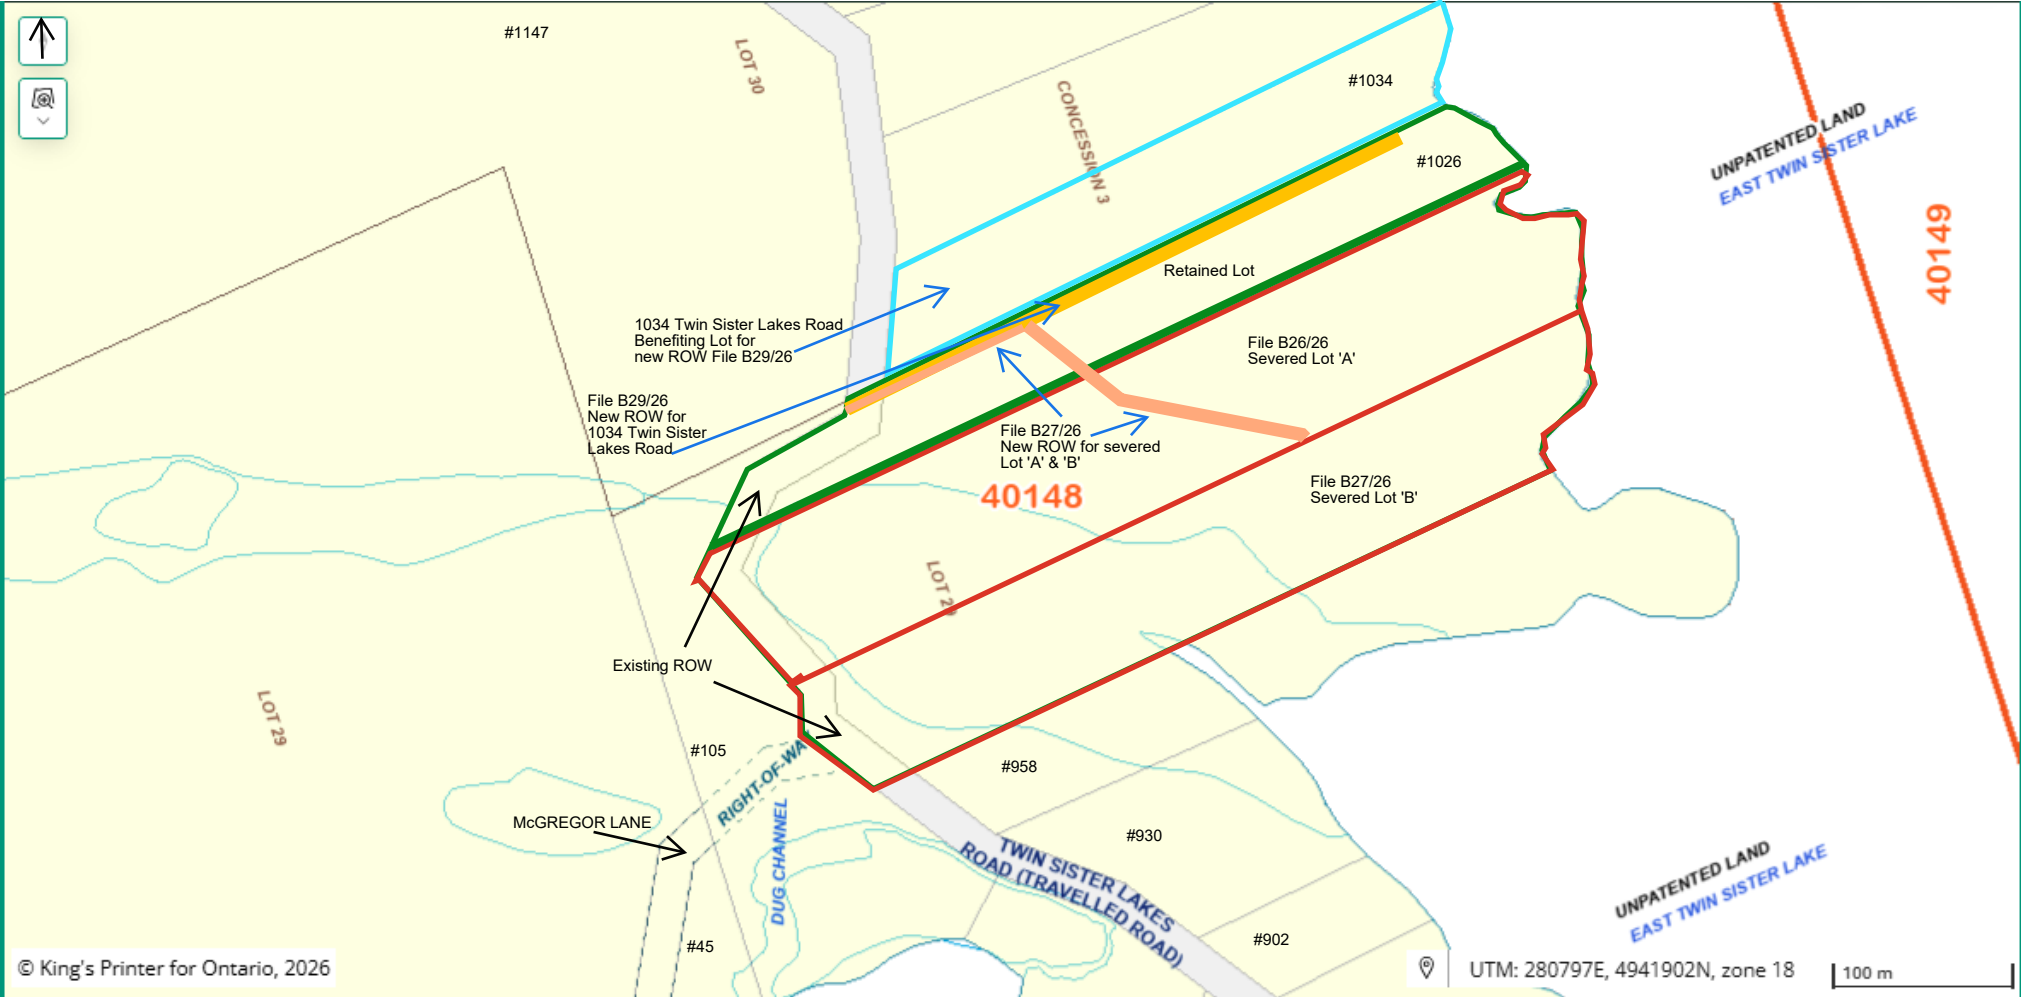 #1147
LOT 30
CONCESSION 3
#1034
#1026
UNPATENTED LAND
EAST TWIN SISTER LAKE
40149
Retained Lot
1034 Twin Sister Lakes Road
Benefiting Lot for
new ROW File B29/26
File B26/26
Severed Lot 'A'
File B29/26
New ROW for
1034 Twin Sister
Lakes Road
File B27/26
New ROW for severed
Lot 'A' & 'B'
40148
File B27/26
Severed Lot 'B'
Existing ROW
LOT 29
#105
RIGHT-OF-WA
McGREGOR LANE
DUG CHANNEL
#958
#930
TWIN SISTER LAKES
ROAD (TRAVELLED ROAD)
#45
#902
UNPATENTED LAND
EAST TWIN SISTER LAKE
© King's Printer for Ontario, 2026
UTM: 280797E, 4941902N, zone 18
100 m